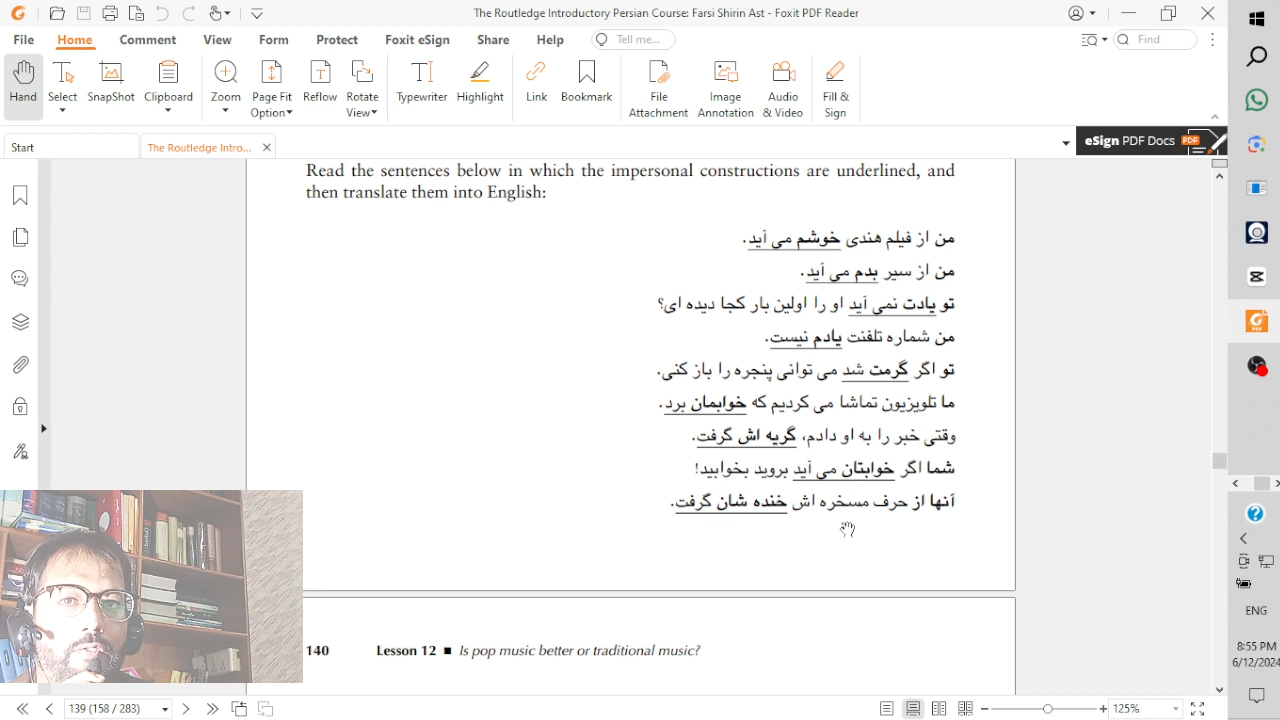 The Routledge Introductory Persian Course: Farsi Shirin Ast - Foxit PDF Reader
File Home Comment View Form Protect Foxit eSign Share Help Tell me... Find
Hand Select SnapShot Clipboard Zoom Page Fit Option Reflow Rotate View Typewriter Highlight Link Bookmark File Attachment Image Annotation Audio & Video Fill & Sign
Start The Routledge Intro... eSign PDF Docs PDF
Read the sentences below in which the impersonal constructions are underlined, and
then translate them into English:
من از فیلم هندی خوشم می آید.
من از سیر بدم می آید.
تو یادت نمی آید او را اولین بار کجا دیده ای؟
من شماره تلفنت یادم نیست.
تو اگر گرمت شد می توانی پنجره را باز کنی.
ما تلویزیون تماشا می کردیم که خوابمان برد.
وقتی خبر را به او دادم، گریه اش گرفت.
شما اگر خوابتان می آید بروید بخوابید!
آنها از حرف مسخره اش خنده شان گرفت.
140 Lesson 12 ■ Is pop music better or traditional music?
139 (158 / 283) 125%
ENG
8:55 PM
6/12/2024